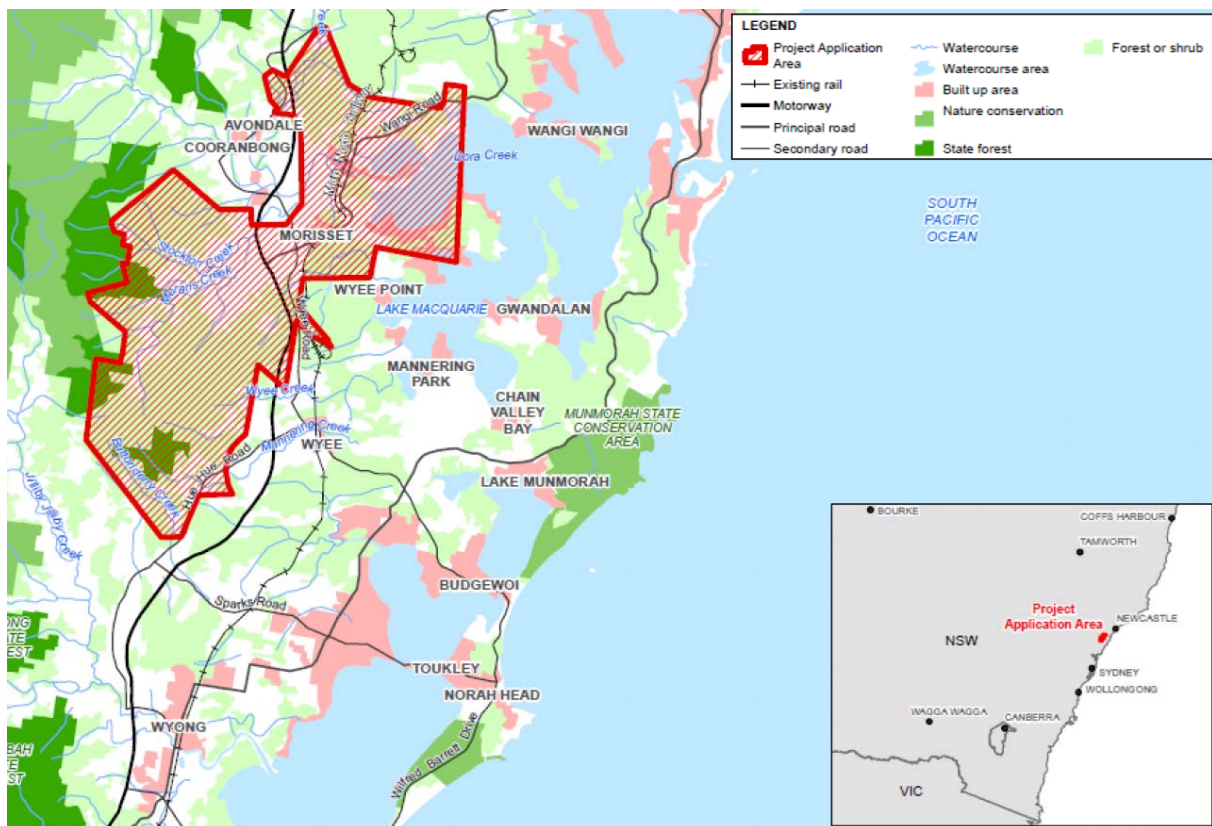 LEGEND
Project Application
Area
Existing rail
Motorway
Principal road
Secondary road
Watercourse
Watercourse area
Built up area
Nature conservation
State forest
Forest or shrub
Creek
AVONDALE
COORANBONG
Wangi Road
WANGI WANGI
Dora Creek
SOUTH
PACIFIC
OCEAN
MORISSET
Stockton Creek
Morans Creek
WYEE POINT
LAKE MACQUARIE
GWANDALAN
Wyee Road
MANNERING
PARK
Wyee Creek
CHAIN
VALLEY
BAY
MUNMORAH STATE
CONSERVATION
AREA
Mannering Creek
WYEE
Hue Hue Road
Buttonderry Creek
LAKE MUNMORAH
Jilliby Jilliby Creek
BUDGEWOI
Sparks Road
TOUKLEY
NORAH HEAD
WYONG
Wilfred Barrett Drive
BOURKE
COFFS HARBOUR
TAMWORTH
Project
Application Area
NEWCASTLE
NSW
SYDNEY
WOLLONGONG
WAGGA WAGGA
CANBERRA
VIC